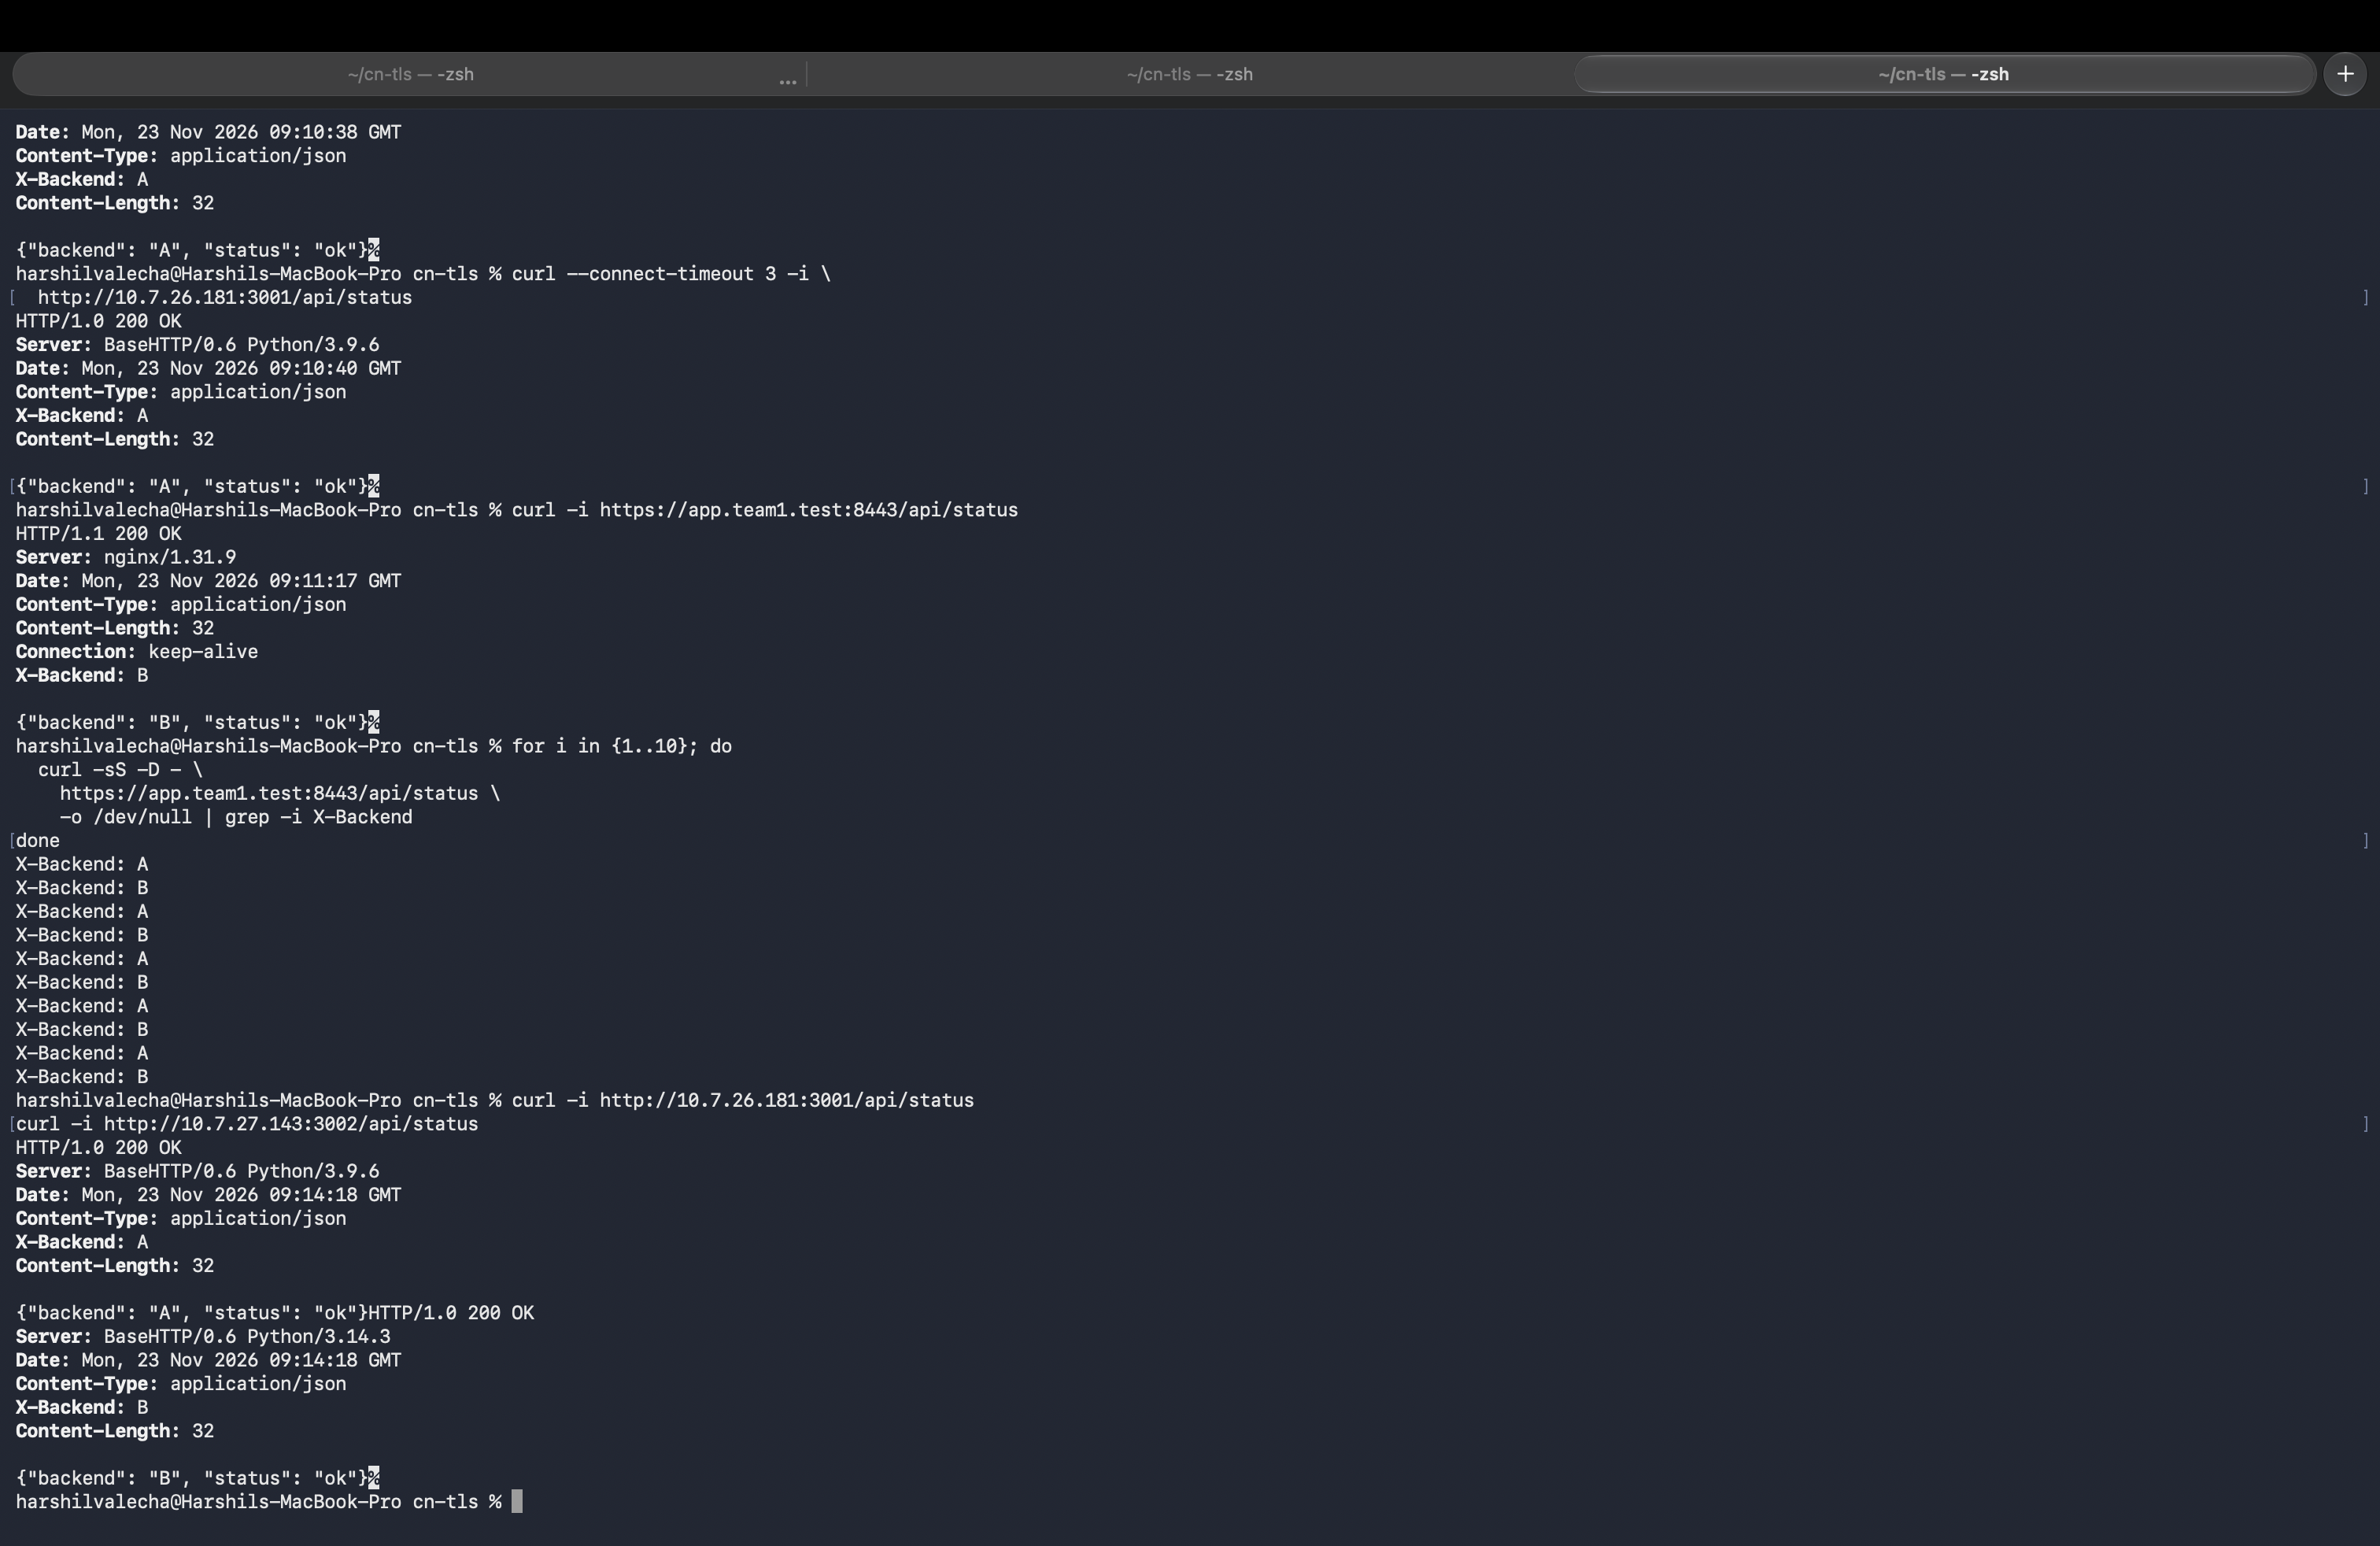 ~/cn-tls — -zsh ... ~/cn-tls — -zsh ~/cn-tls — -zsh +
Date: Mon, 23 Nov 2026 09:10:38 GMT
Content-Type: application/json
X-Backend: A
Content-Length: 32
{"backend": "A", "status": "ok"}%
harshilvalecha@Harshils-MacBook-Pro cn-tls % curl --connect-timeout 3 -i \
[  http://10.7.26.181:3001/api/status ]
HTTP/1.0 200 OK
Server: BaseHTTP/0.6 Python/3.9.6
Date: Mon, 23 Nov 2026 09:10:40 GMT
Content-Type: application/json
X-Backend: A
Content-Length: 32
[{"backend": "A", "status": "ok"}% ]
harshilvalecha@Harshils-MacBook-Pro cn-tls % curl -i https://app.team1.test:8443/api/status
HTTP/1.1 200 OK
Server: nginx/1.31.9
Date: Mon, 23 Nov 2026 09:11:17 GMT
Content-Type: application/json
Content-Length: 32
Connection: keep-alive
X-Backend: B
{"backend": "B", "status": "ok"}%
harshilvalecha@Harshils-MacBook-Pro cn-tls % for i in {1..10}; do
  curl -sS -D - \
    https://app.team1.test:8443/api/status \
    -o /dev/null | grep -i X-Backend
[done ]
X-Backend: A
X-Backend: B
X-Backend: A
X-Backend: B
X-Backend: A
X-Backend: B
X-Backend: A
X-Backend: B
X-Backend: A
X-Backend: B
harshilvalecha@Harshils-MacBook-Pro cn-tls % curl -i http://10.7.26.181:3001/api/status
[curl -i http://10.7.27.143:3002/api/status ]
HTTP/1.0 200 OK
Server: BaseHTTP/0.6 Python/3.9.6
Date: Mon, 23 Nov 2026 09:14:18 GMT
Content-Type: application/json
X-Backend: A
Content-Length: 32
{"backend": "A", "status": "ok"}HTTP/1.0 200 OK
Server: BaseHTTP/0.6 Python/3.14.3
Date: Mon, 23 Nov 2026 09:14:18 GMT
Content-Type: application/json
X-Backend: B
Content-Length: 32
{"backend": "B", "status": "ok"}%
harshilvalecha@Harshils-MacBook-Pro cn-tls %